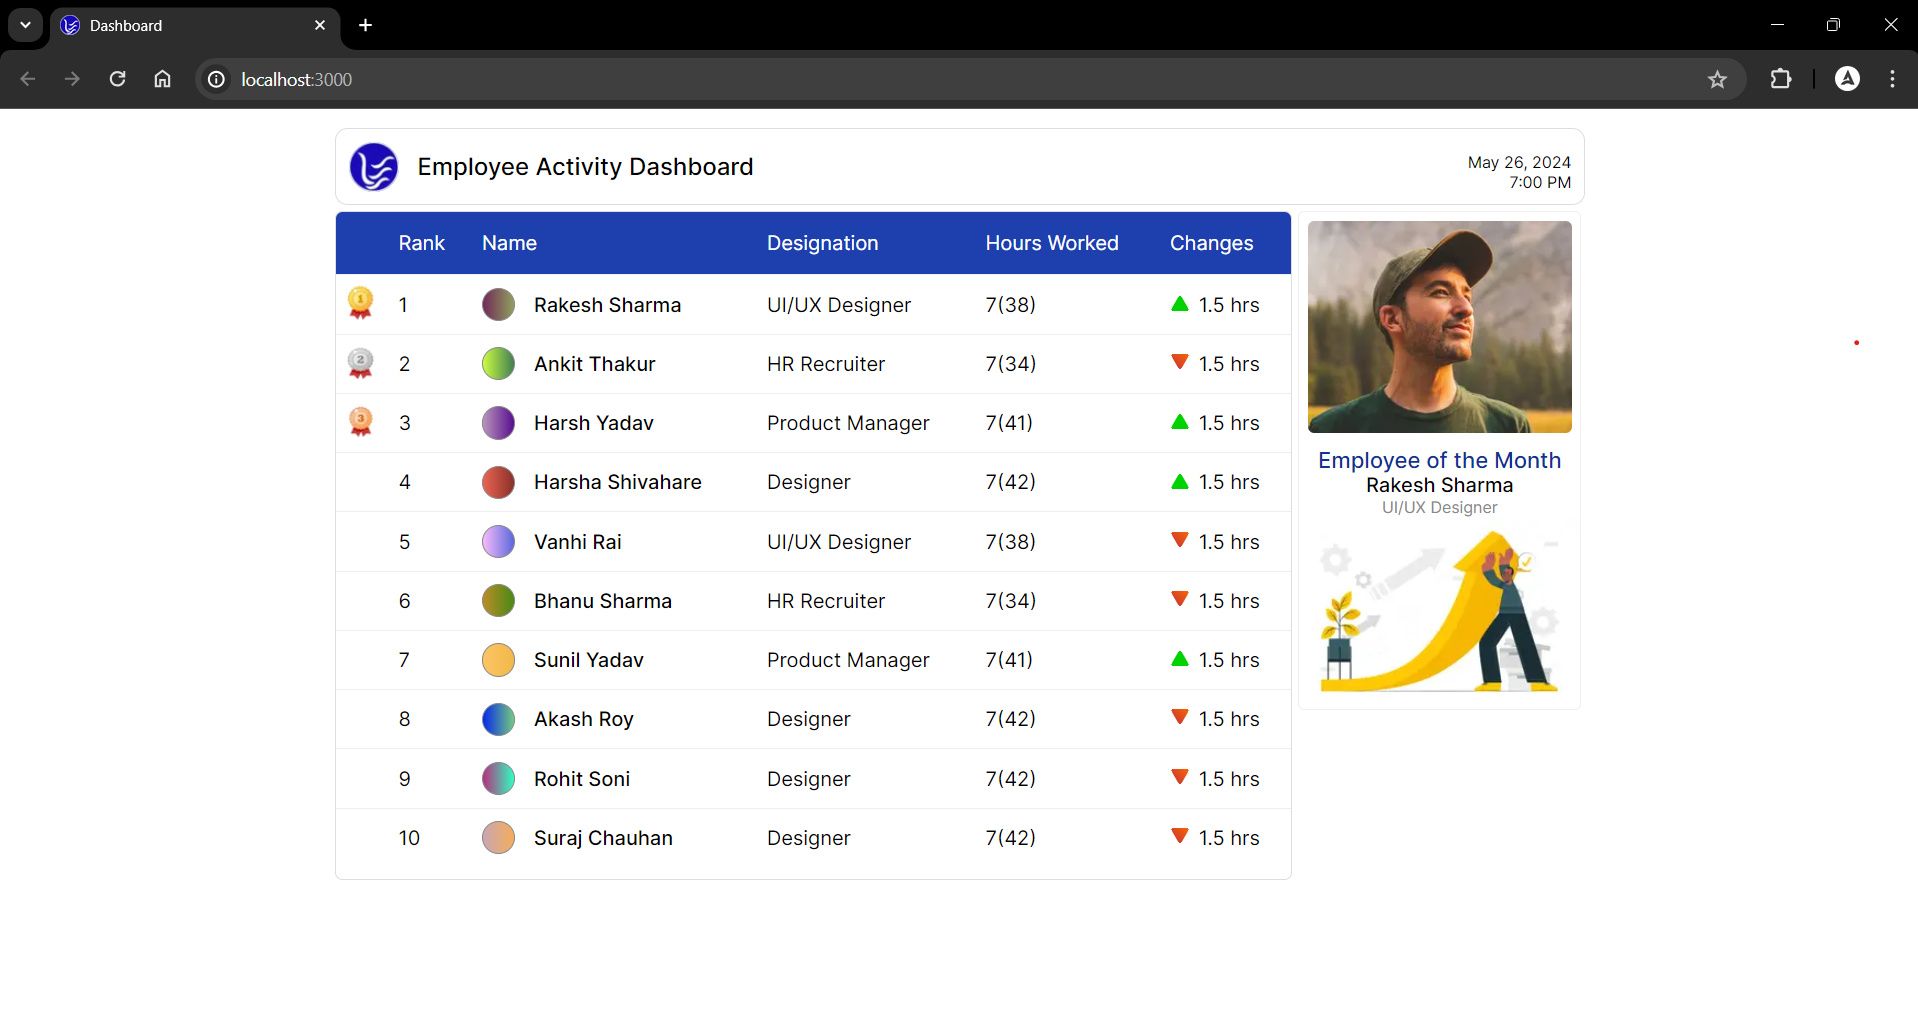 Dashboard
localhost:3000
Employee Activity Dashboard
May 26, 2024
7:00 PM
Rank Name Designation Hours Worked Changes
1 1 Rakesh Sharma UI/UX Designer 7(38) 1.5 hrs
2 2 Ankit Thakur HR Recruiter 7(34) 1.5 hrs
3 3 Harsh Yadav Product Manager 7(41) 1.5 hrs
4 Harsha Shivahare Designer 7(42) 1.5 hrs
5 Vanhi Rai UI/UX Designer 7(38) 1.5 hrs
6 Bhanu Sharma HR Recruiter 7(34) 1.5 hrs
7 Sunil Yadav Product Manager 7(41) 1.5 hrs
8 Akash Roy Designer 7(42) 1.5 hrs
9 Rohit Soni Designer 7(42) 1.5 hrs
10 Suraj Chauhan Designer 7(42) 1.5 hrs
Employee of the Month
Rakesh Sharma
UI/UX Designer